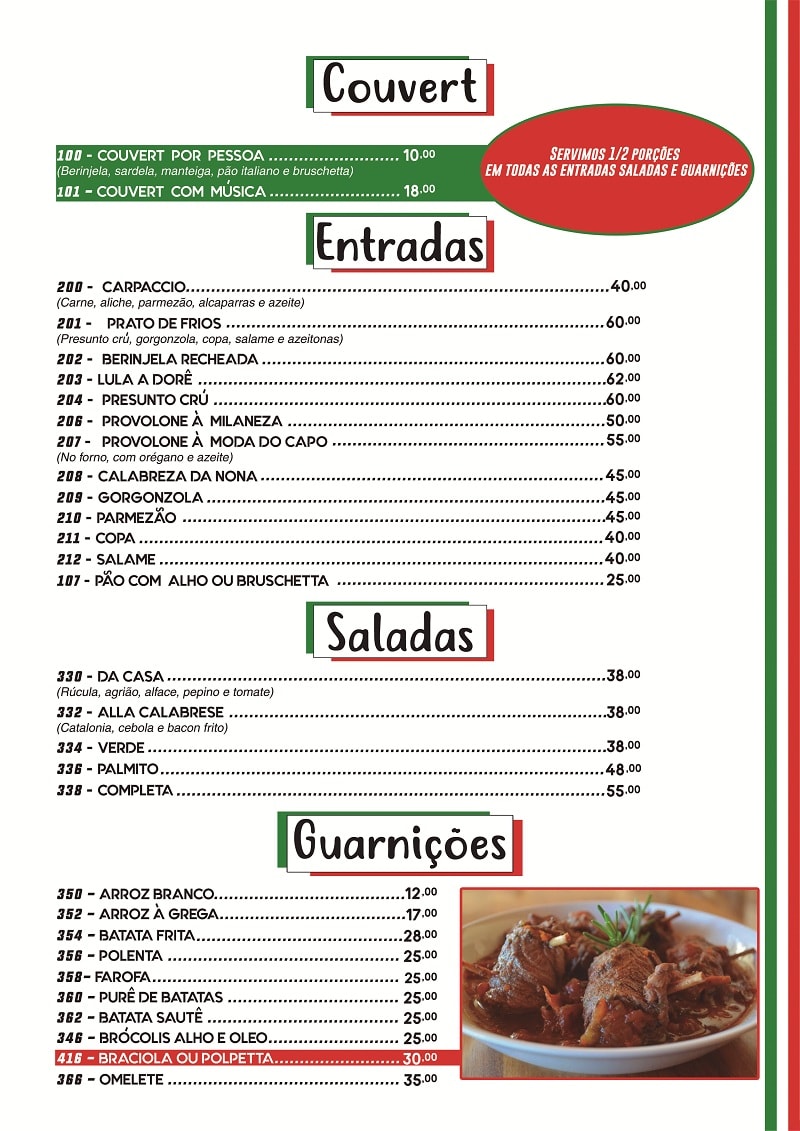 Couvert
100 - COUVERT POR PESSOA ............................ 10.00
(Berinjela, sardela, manteiga, pão italiano e bruschetta)
101 - COUVERT COM MÚSICA ............................ 18.00
SERVIMOS 1/2 PORÇÕES
EM TODAS AS ENTRADAS SALADAS E GUARNIÇÕES
Entradas
200 - CARPACCIO............................ 40.00
(Carne, aliche, parmezão, alcaparras e azeite)
201 - PRATO DE FRIOS ............................ 60.00
(Presunto crú, gorgonzola, copa, salame e azeitonas)
202 - BERINJELA RECHEADA ............................ 60.00
203 - LULA A DORÊ ............................ 62.00
204 - PRESUNTO CRÚ ............................ 60.00
206 - PROVOLONE À MILANEZA ............................ 50.00
207 - PROVOLONE À MODA DO CAPO ............................ 55.00
(No forno, com orégano e azeite)
208 - CALABREZA DA NONA ............................ 45.00
209 - GORGONZOLA ............................ 45.00
210 - PARMEZÃO ............................ 45.00
211 - COPA ............................ 40.00
212 - SALAME ............................ 40.00
107 - PÃO COM ALHO OU BRUSCHETTA ............................ 25.00
Saladas
330 - DA CASA ............................ 38.00
(Rúcula, agrião, alface, pepino e tomate)
332 - ALLA CALABRESE ............................ 38.00
(Catalonia, cebola e bacon frito)
334 - VERDE ............................ 38.00
336 - PALMITO............................ 48.00
338 - COMPLETA ............................ 55.00
Guarnições
350 – ARROZ BRANCO............................ 12.00
352 – ARROZ À GREGA............................ 17.00
354 – BATATA FRITA............................ 28.00
356 – POLENTA ............................ 25.00
358– FAROFA............................ 25.00
360 – PURÊ DE BATATAS ............................ 25.00
362 – BATATA SAUTÊ ............................ 25.00
346 – BRÓCOLIS ALHO E OLEO............................ 25.00
416 – BRACIOLA OU POLPETTA............................ 30.00
366 – OMELETE ............................ 35.00